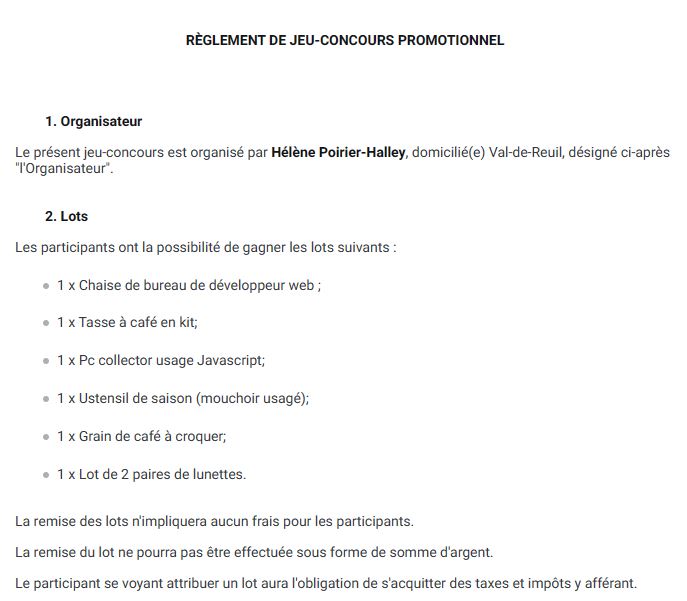 RÈGLEMENT DE JEU-CONCOURS PROMOTIONNEL
1. Organisateur
Le présent jeu-concours est organisé par Hélène Poirier-Halley, domicilié(e) Val-de-Reuil, désigné ci-après
"l'Organisateur".
2. Lots
Les participants ont la possibilité de gagner les lots suivants :
1 x Chaise de bureau de développeur web ;
1 x Tasse à café en kit;
1 x Pc collector usage Javascript;
1 x Ustensil de saison (mouchoir usagé);
1 x Grain de café à croquer;
1 x Lot de 2 paires de lunettes.
La remise des lots n'impliquera aucun frais pour les participants.
La remise du lot ne pourra pas être effectuée sous forme de somme d'argent.
Le participant se voyant attribuer un lot aura l'obligation de s'acquitter des taxes et impôts y afférant.